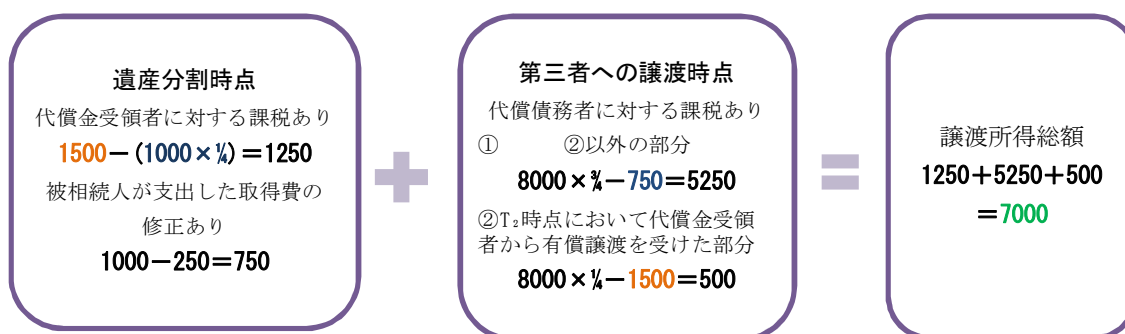 遺産分割時点
代償金受領者に対する課税あり
1500－(1000×¼)＝1250
被相続人が支出した取得費の
修正あり
1000－250＝750
＋
第三者への譲渡時点
代償債務者に対する課税あり
① ②以外の部分
8000×¾－750＝5250
②T₂時点において代償金受領
者から有償譲渡を受けた部分
8000×¼－1500＝500
＝
譲渡所得総額
1250＋5250＋500
＝7000